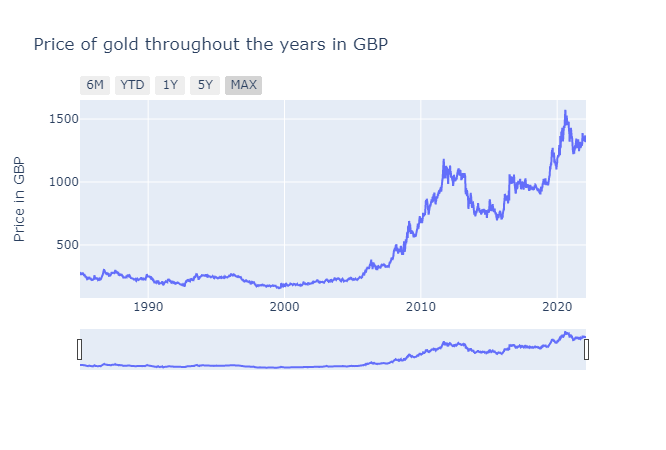 Price of gold throughout the years in GBP
6M YTD 1Y 5Y MAX
Price in GBP
1500
1000
500
1990 2000 2010 2020